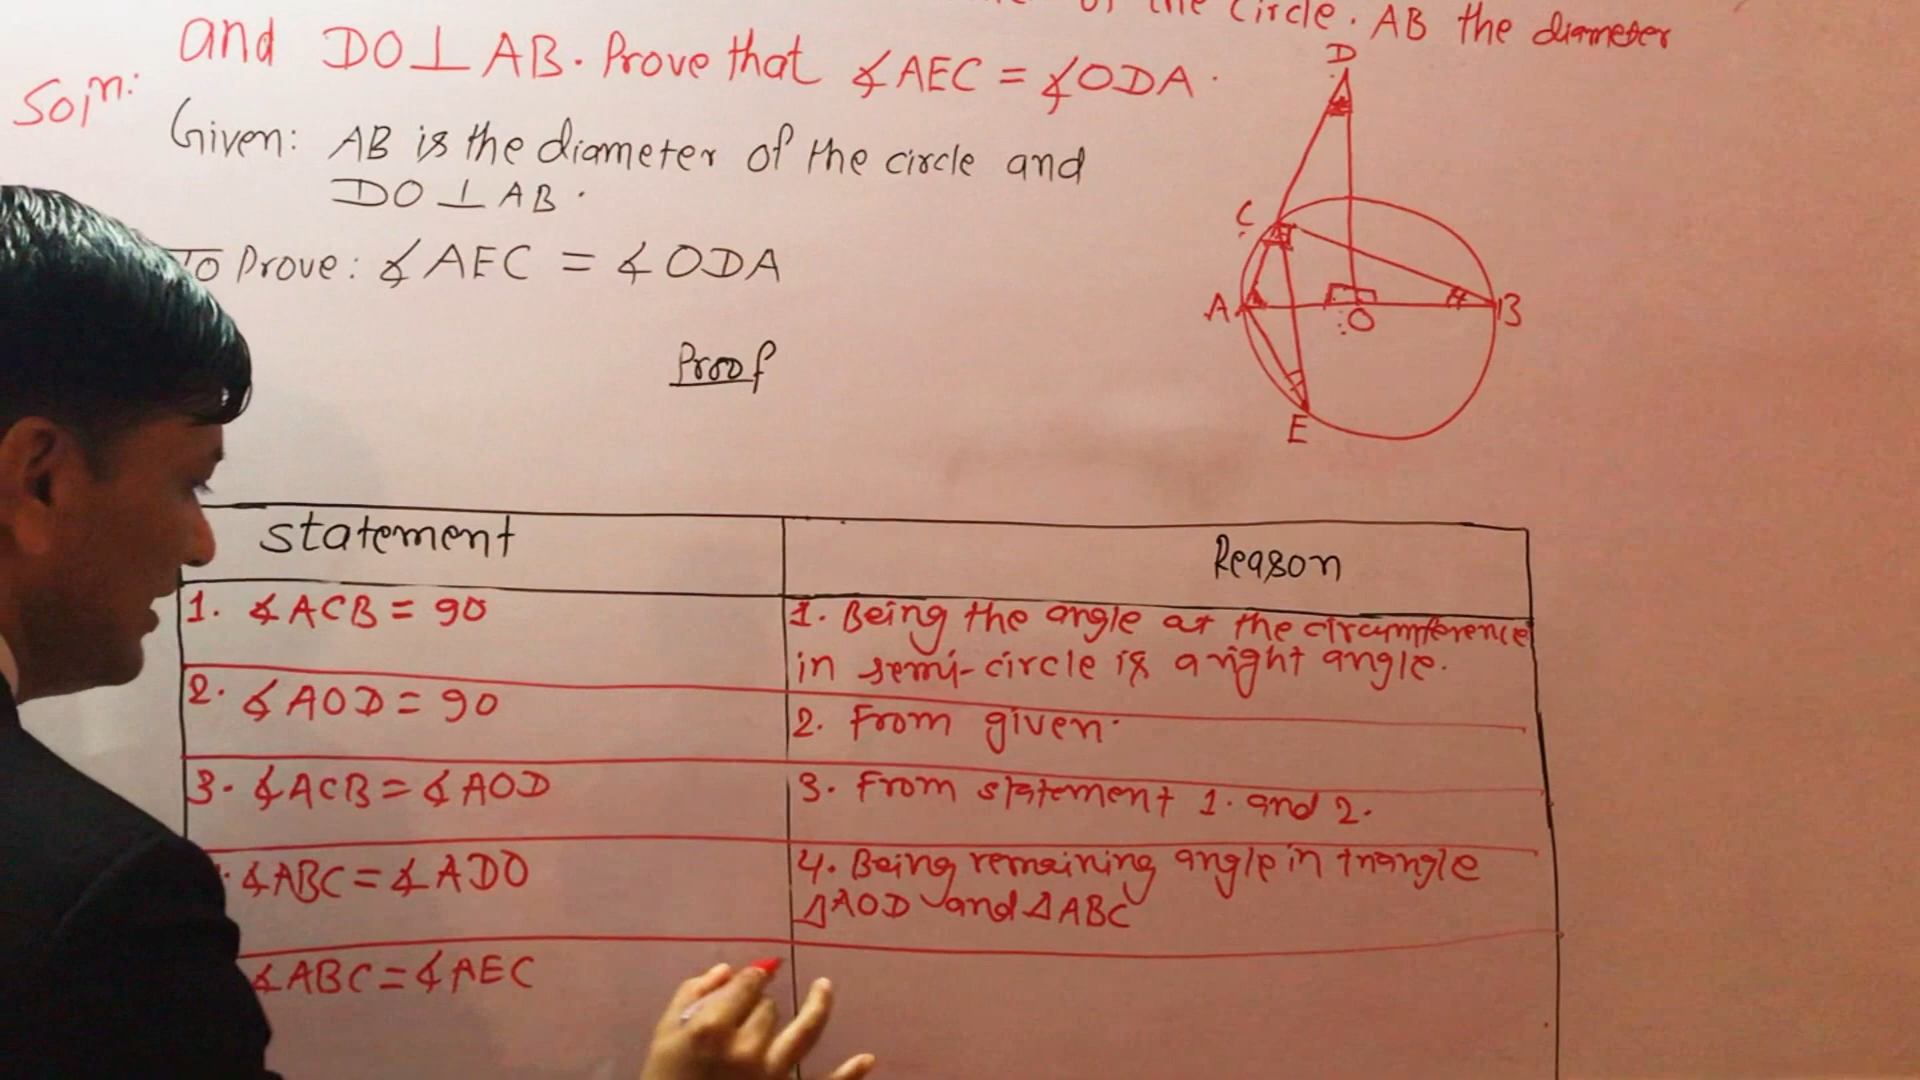 the circle. AB the diameter
and DO⊥AB. Prove that ∡AEC = ∡ODA.
Soln:
Given: AB is the diameter of the circle and
DO⊥AB.
To Prove: ∡AEC = ∡ODA
Proof
D
C
A
O
B
E
statement
Reason
1. ∡ACB = 90
1. Being the angle at the circumference
in semi-circle is a right angle.
2. ∡AOD = 90
2. From given.
3. ∡ACB = ∡AOD
3. From statement 1. and 2.
∡ABC = ∡ADO
4. Being remaining angle in triangle
△AOD and △ABC
∡ABC = ∡AEC